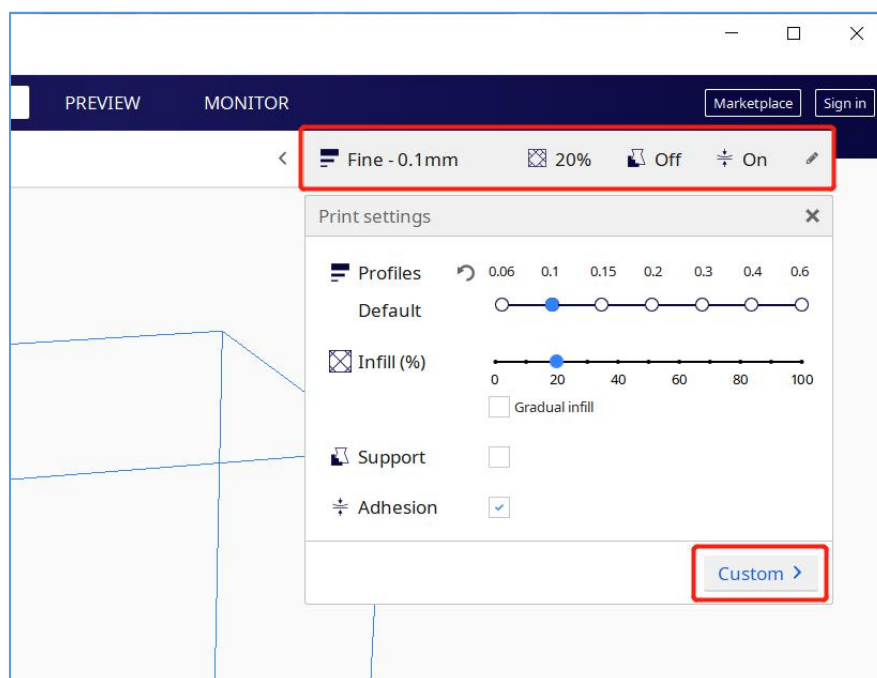 PREVIEW MONITOR Marketplace Sign in
Fine - 0.1mm 20% Off On
Print settings
Profiles 0.06 0.1 0.15 0.2 0.3 0.4 0.6
Default
Infill (%)
0 20 40 60 80 100
Gradual infill
Support
Adhesion
Custom